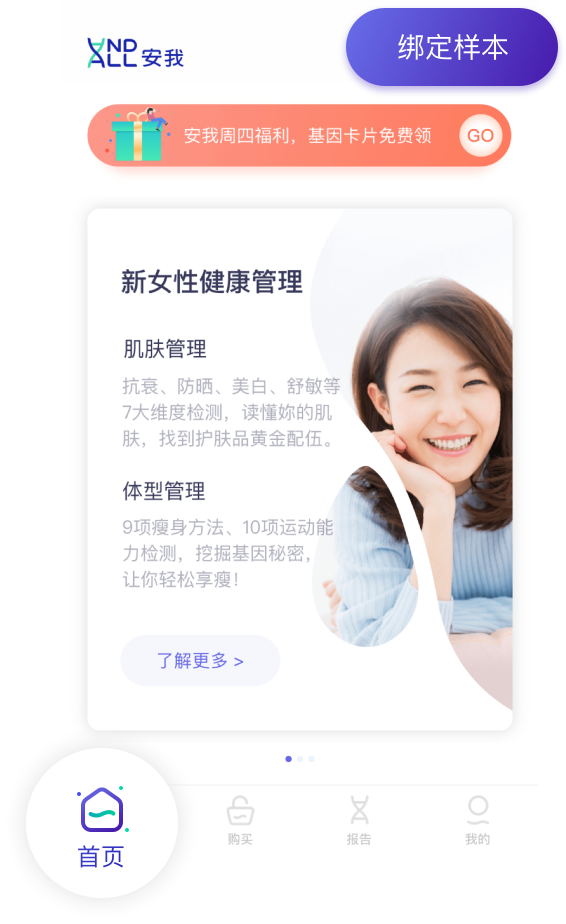 AND
ALL 安我
绑定样本
安我周四福利，基因卡片免费领
GO
新女性健康管理
肌肤管理
抗衰、防晒、美白、舒敏等
7大维度检测，读懂妳的肌
肤，找到护肤品黄金配伍。
体型管理
9项瘦身方法、10项运动能
力检测，挖掘基因秘密，
让你轻松享瘦！
了解更多 >
首页
购买
报告
我的